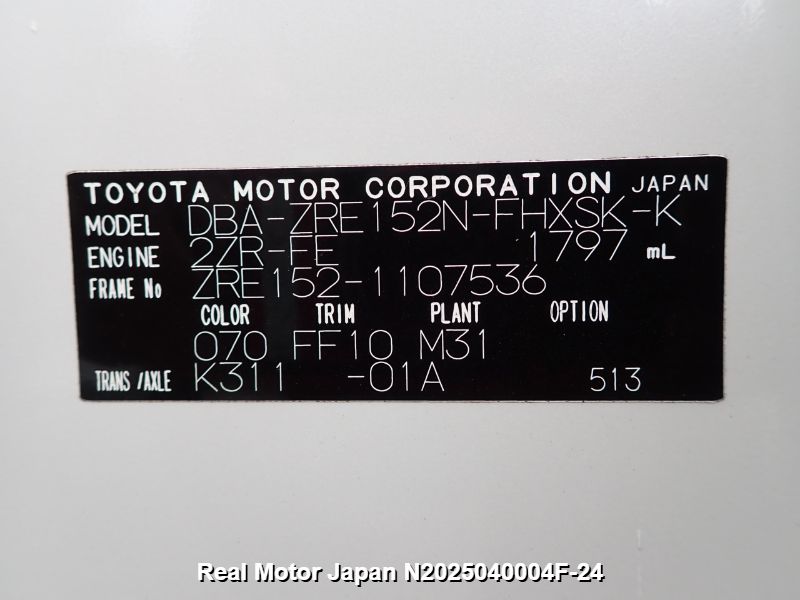 TOYOTA MOTOR CORPORATION JAPAN
MODEL DBA-ZRE152N-FHXSK-K
ENGINE 2ZR-FE 1797 mL
FRAME No ZRE152-1107536
COLOR TRIM PLANT OPTION
070 FF10 M31
TRANS/AXLE K311 -01A 513
Real Motor Japan N2025040004F-24